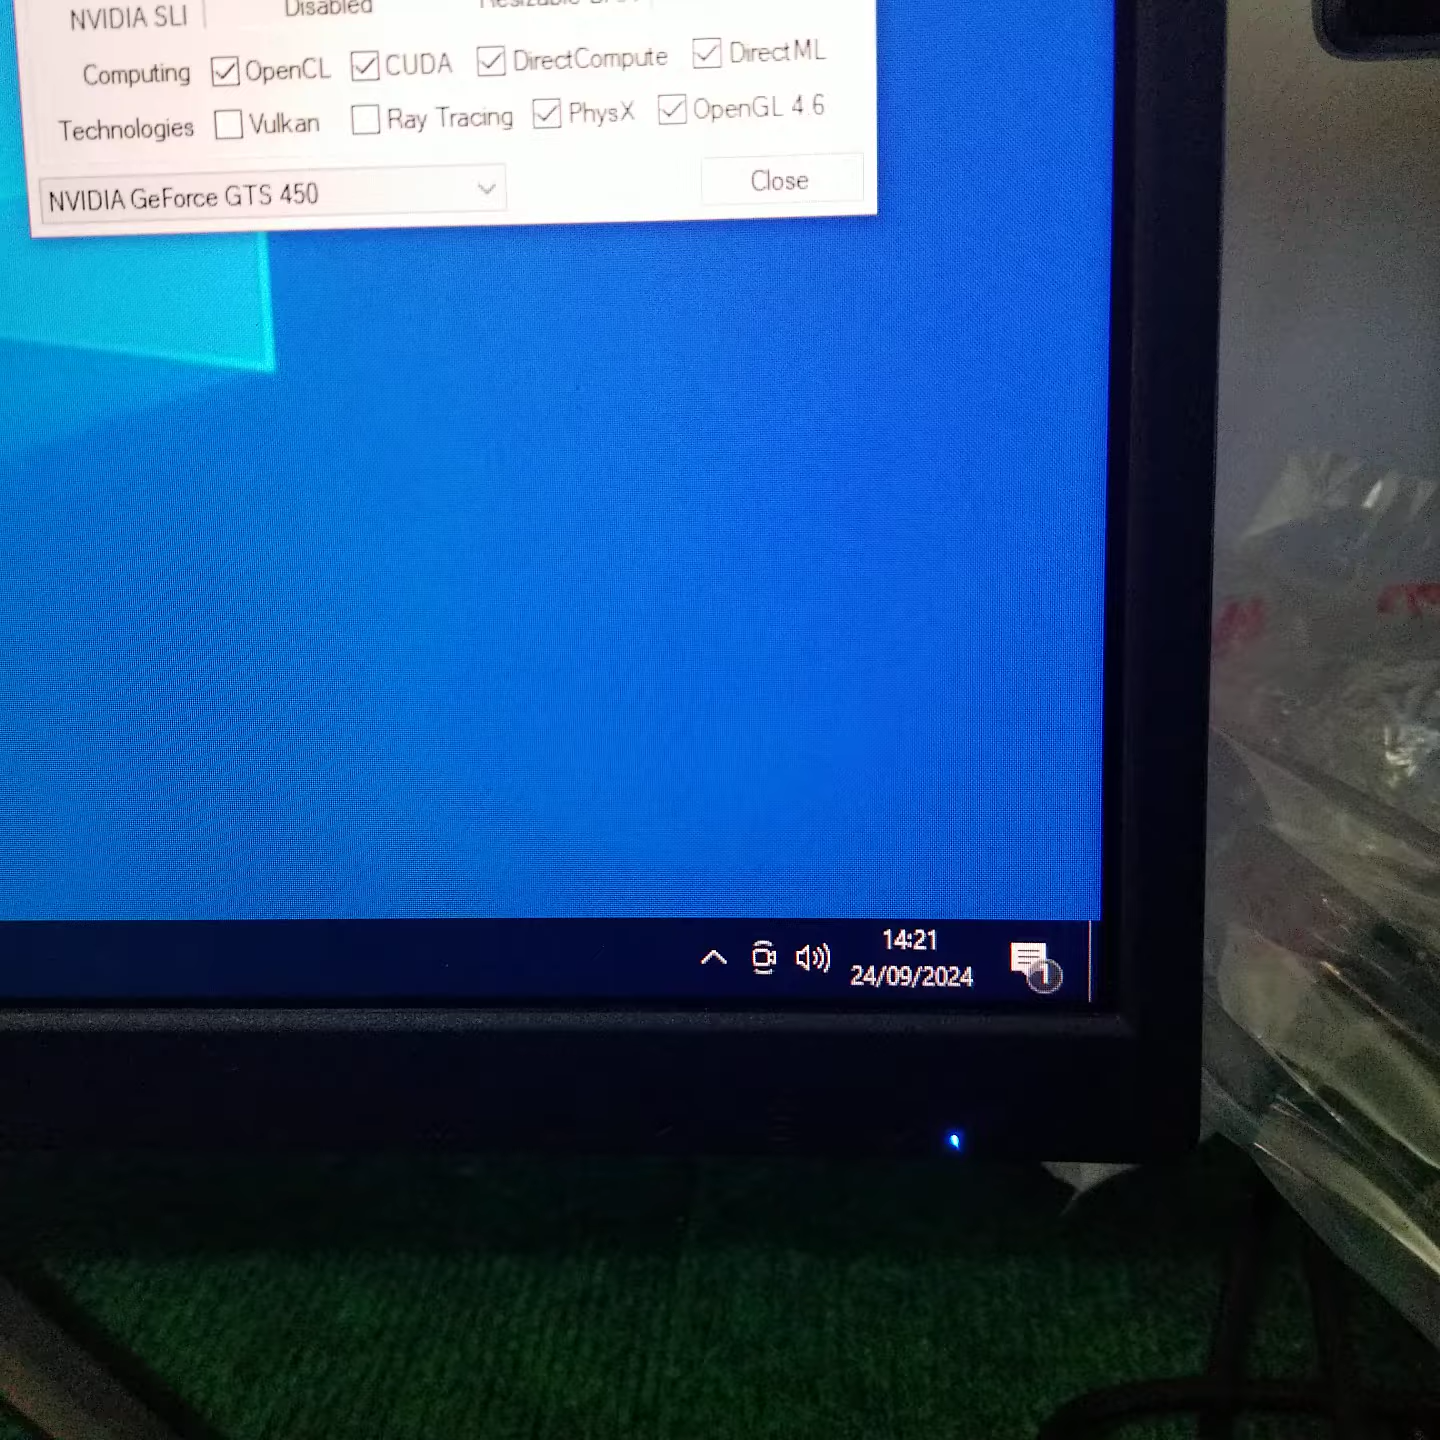 NVIDIA SLI Disabled
Computing OpenCL CUDA DirectCompute DirectML
Technologies Vulkan Ray Tracing PhysX OpenGL 4.6
NVIDIA GeForce GTS 450 Close
14:21
24/09/2024
1